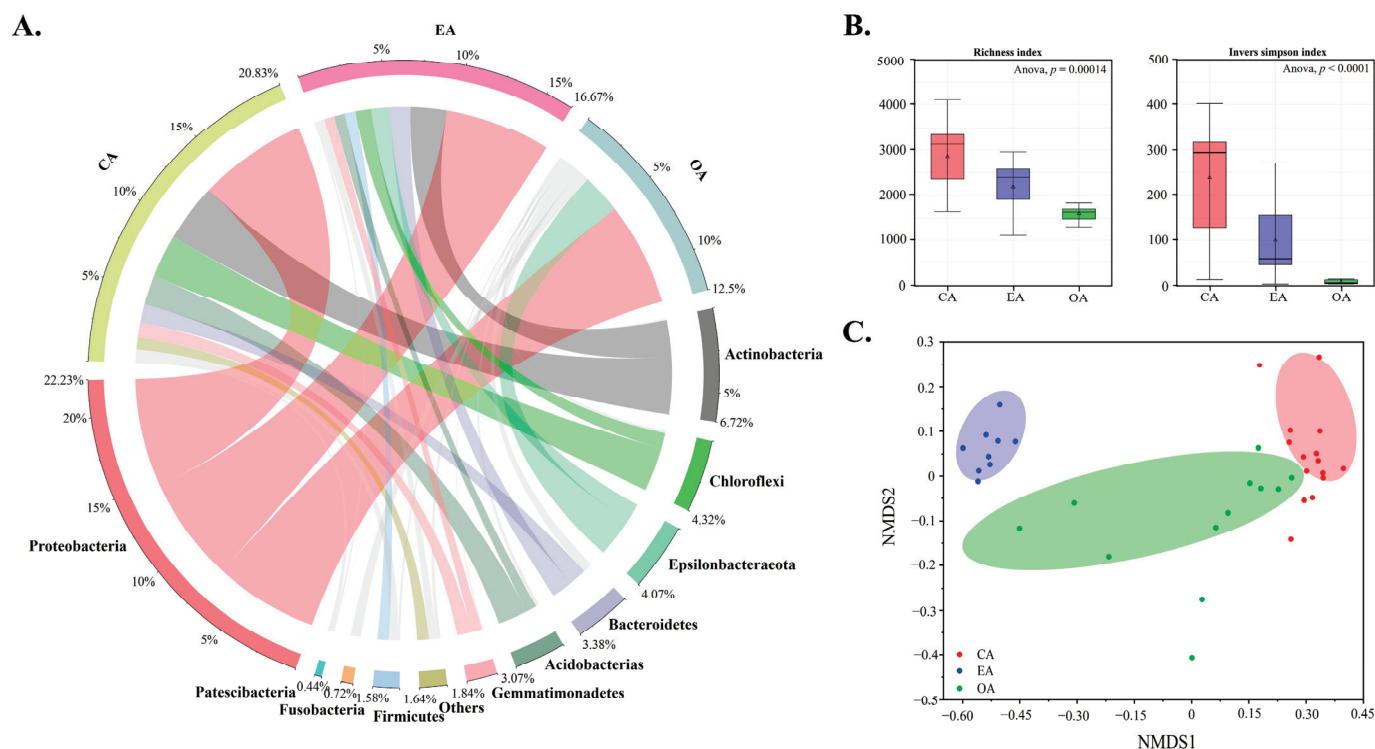 A.
EA
5%
10%
15%
16.67%
20.83%
15%
CA
10%
5%
OA
5%
10%
12.5%
Actinobacteria
5%
6.72%
Chloroflexi
4.32%
Epsilonbacteraeota
4.07%
Bacteroidetes
3.38%
Acidobacterias
3.07%
Gemmatimonadetes
1.84%
Others
1.64%
Firmicutes
1.58%
Fusobacteria
0.72%
Patescibacteria
0.44%
22.23%
20%
15%
Proteobacteria
10%
5%
B.
Richness index
Anova, p = 0.00014
5000
4000
3000
2000
1000
0
CA
EA
OA
Invers simpson index
Anova, p < 0.0001
500
400
300
200
100
0
CA
EA
OA
C.
0.3
0.2
0.1
0
−0.1
−0.2
−0.3
−0.4
−0.5
NMDS2
CA
EA
OA
−0.60
−0.45
−0.30
−0.15
0
0.15
0.30
0.45
NMDS1